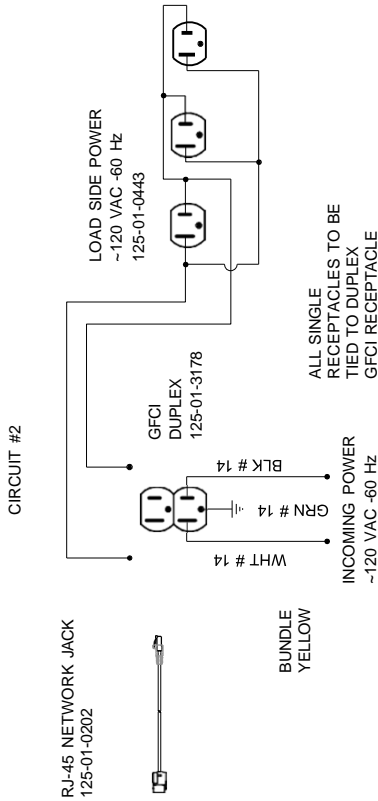 CIRCUIT #2
RJ-45 NETWORK JACK
125-01-0202
LOAD SIDE POWER
~120 VAC -60 Hz
125-01-0443
GFCI
DUPLEX
125-01-3178
WHT # 14
GRN # 14
BLK # 14
BUNDLE
YELLOW
INCOMING POWER
~120 VAC -60 Hz
ALL SINGLE
RECEPTACLES TO BE
TIED TO DUPLEX
GFCI RECEPTACLE